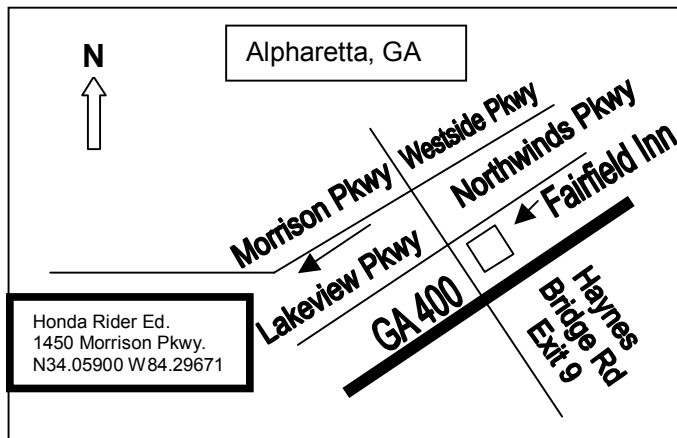 N
Alpharetta, GA
Westside Pkwy
Northwinds Pkwy
Morrison Pkwy
Fairfield Inn
Lakeview Pkwy
GA 400
Haynes
Bridge Rd
Exit 9
Honda Rider Ed.
1450 Morrison Pkwy.
N34.05900 W84.29671